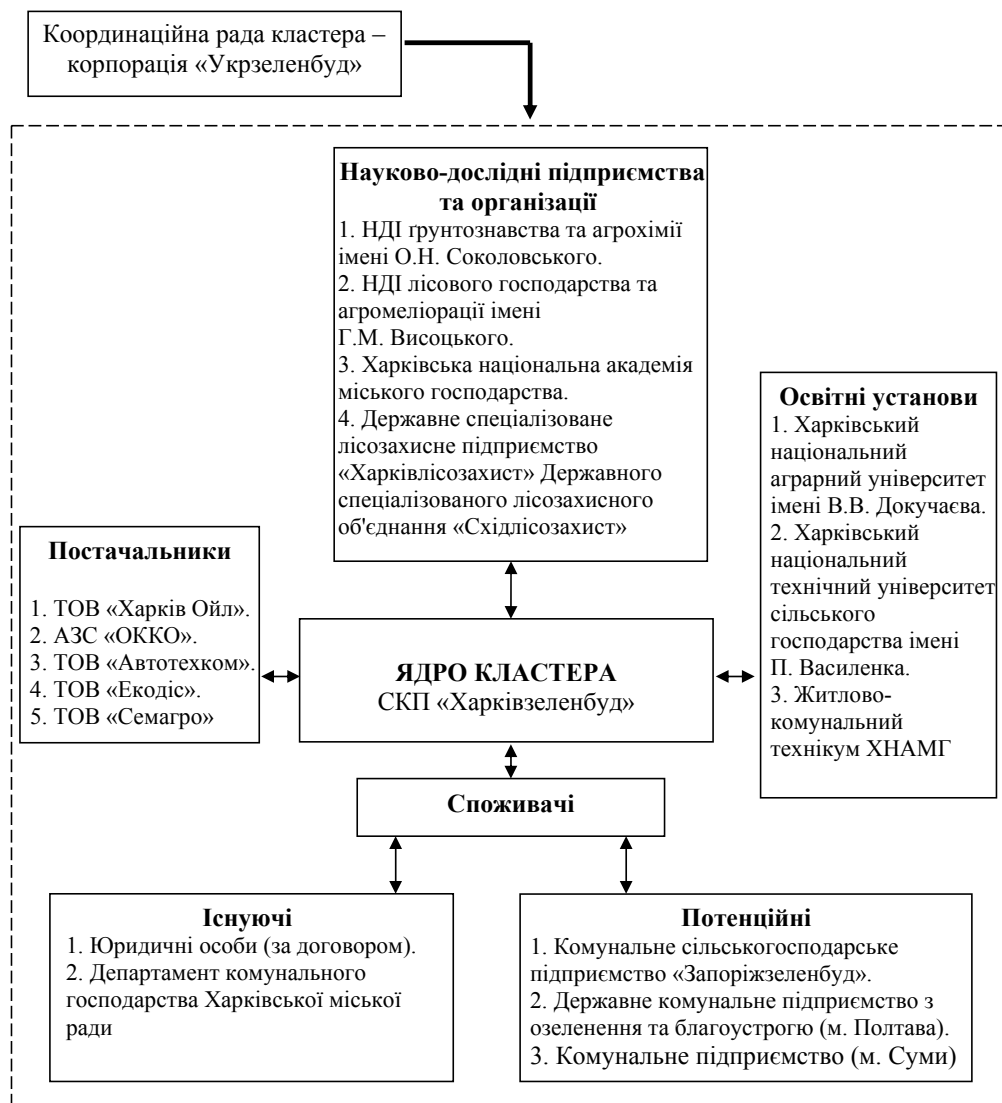 Координаційна рада кластера –
корпорація «Укрзеленбуд»
Науково-дослідні підприємства
та організації
1. НДІ ґрунтознавства та агрохімії
імені О.Н. Соколовського.
2. НДІ лісового господарства та
агромеліорації імені
Г.М. Висоцького.
3. Харківська національна академія
міського господарства.
4. Державне спеціалізоване
лісозахисне підприємство
«Харківлісозахист» Державного
спеціалізованого лісозахисного
об'єднання «Східлісозахист»
Освітні установи
1. Харківський
національний
аграрний університет
імені В.В. Докучаєва.
2. Харківський
національний
технічний університет
сільського
господарства імені
П. Василенка.
3. Житлово-
комунальний
технікум ХНАМГ
Постачальники
1. ТОВ «Харків Ойл».
2. АЗС «ОККО».
3. ТОВ «Автотехком».
4. ТОВ «Екодіс».
5. ТОВ «Семагро»
ЯДРО КЛАСТЕРА
СКП «Харківзеленбуд»
Споживачі
Існуючі
1. Юридичні особи (за договором).
2. Департамент комунального
господарства Харківської міської
ради
Потенційні
1. Комунальне сільськогосподарське
підприємство «Запоріжзеленбуд».
2. Державне комунальне підприємство з
озеленення та благоустрогю (м. Полтава).
3. Комунальне підприємство (м. Суми)